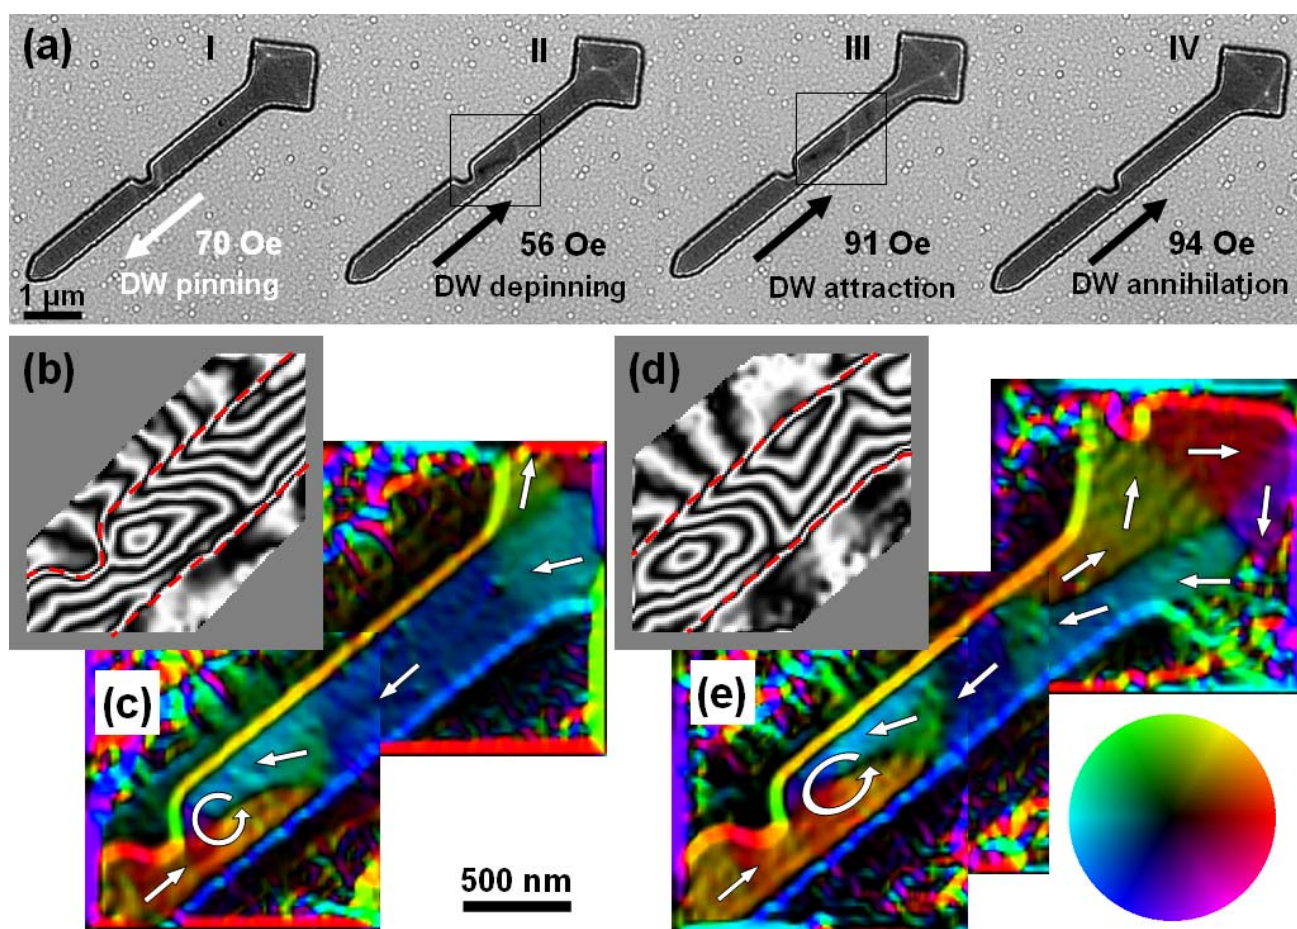 (a)
I
II
III
IV
70 Oe
DW pinning
56 Oe
DW depinning
91 Oe
DW attraction
94 Oe
DW annihilation
1 µm
(b)
(d)
(c)
(e)
500 nm